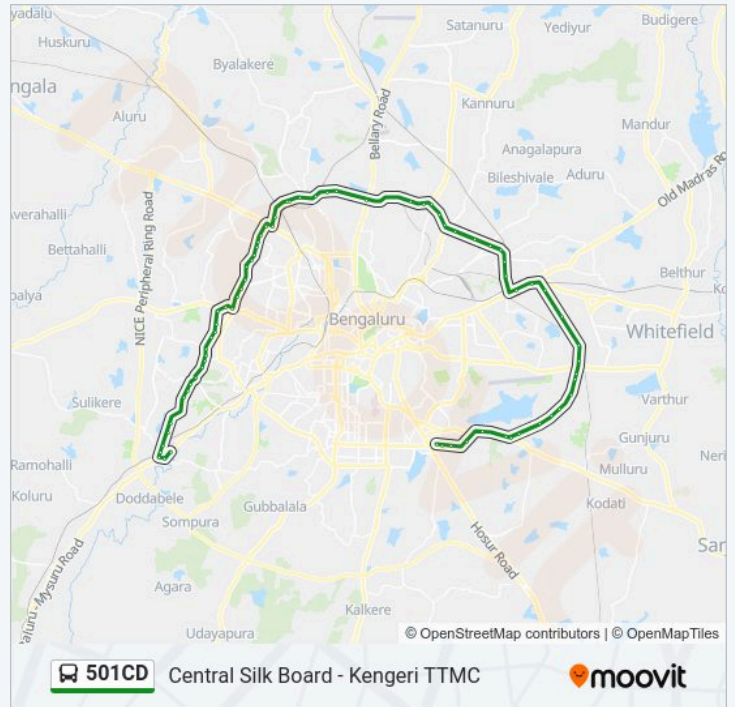 yadalu
Huskuru
Satanuru
Yediyur
Budigere
Byalakere
ngala
Aluru
Bellary Road
Kannuru
Mandur
Anagalapura
Bileshivale
Aduru
Old Madras Ro
Averahalli
NICE Peripheral Ring Road
Bettahalli
Belthur
palya
Bengaluru
Whitefield
Sulikere
Varthur
Gunjuru
Ramohalli
Mulluru
Neri
Koluru
Doddabele
Kodati
Gubbalala
Sompura
Hosur Road
Sar
aluru - Mysuru Road
Agara
Kalkere
Udayapura
© OpenStreetMap contributors | © OpenMapTiles
501CD Central Silk Board - Kengeri TTMC moovit